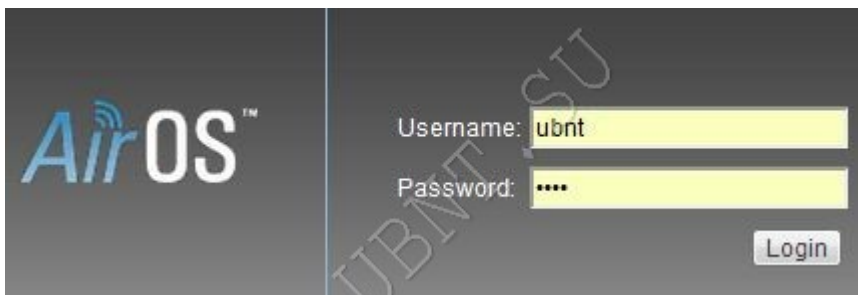 AirOS™
Username: ubnt
Password: ••••
Login
UBNT.SU